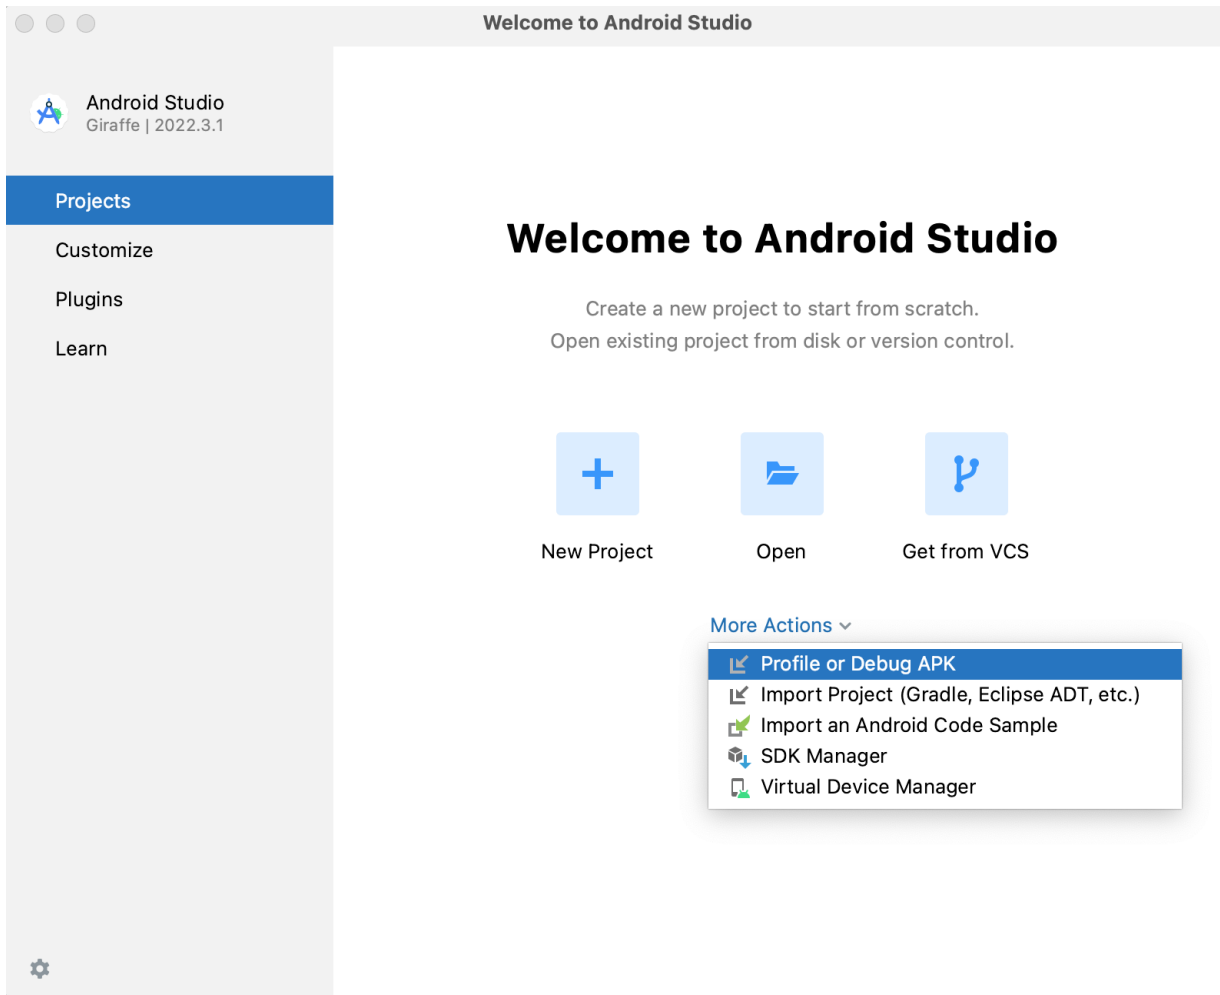 Welcome to Android Studio
Android Studio
Giraffe | 2022.3.1
Projects
Customize
Plugins
Learn
Welcome to Android Studio
Create a new project to start from scratch.
Open existing project from disk or version control.
New Project
Open
Get from VCS
More Actions
Profile or Debug APK
Import Project (Gradle, Eclipse ADT, etc.)
Import an Android Code Sample
SDK Manager
Virtual Device Manager